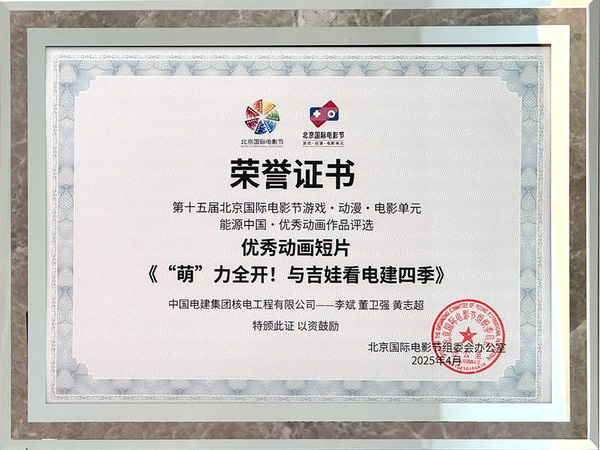 北京国际电影节
北京国际电影节
游戏·动漫·电影单元
荣誉证书
第十五届北京国际电影节游戏·动漫·电影单元
能源中国·优秀动画作品评选
优秀动画短片
《“萌”力全开！与吉娃看电建四季》
中国电建集团核电工程有限公司——李斌 董卫强 黄志超
特颁此证 以资鼓励
北京国际电影节组委会办公室
2025年4月